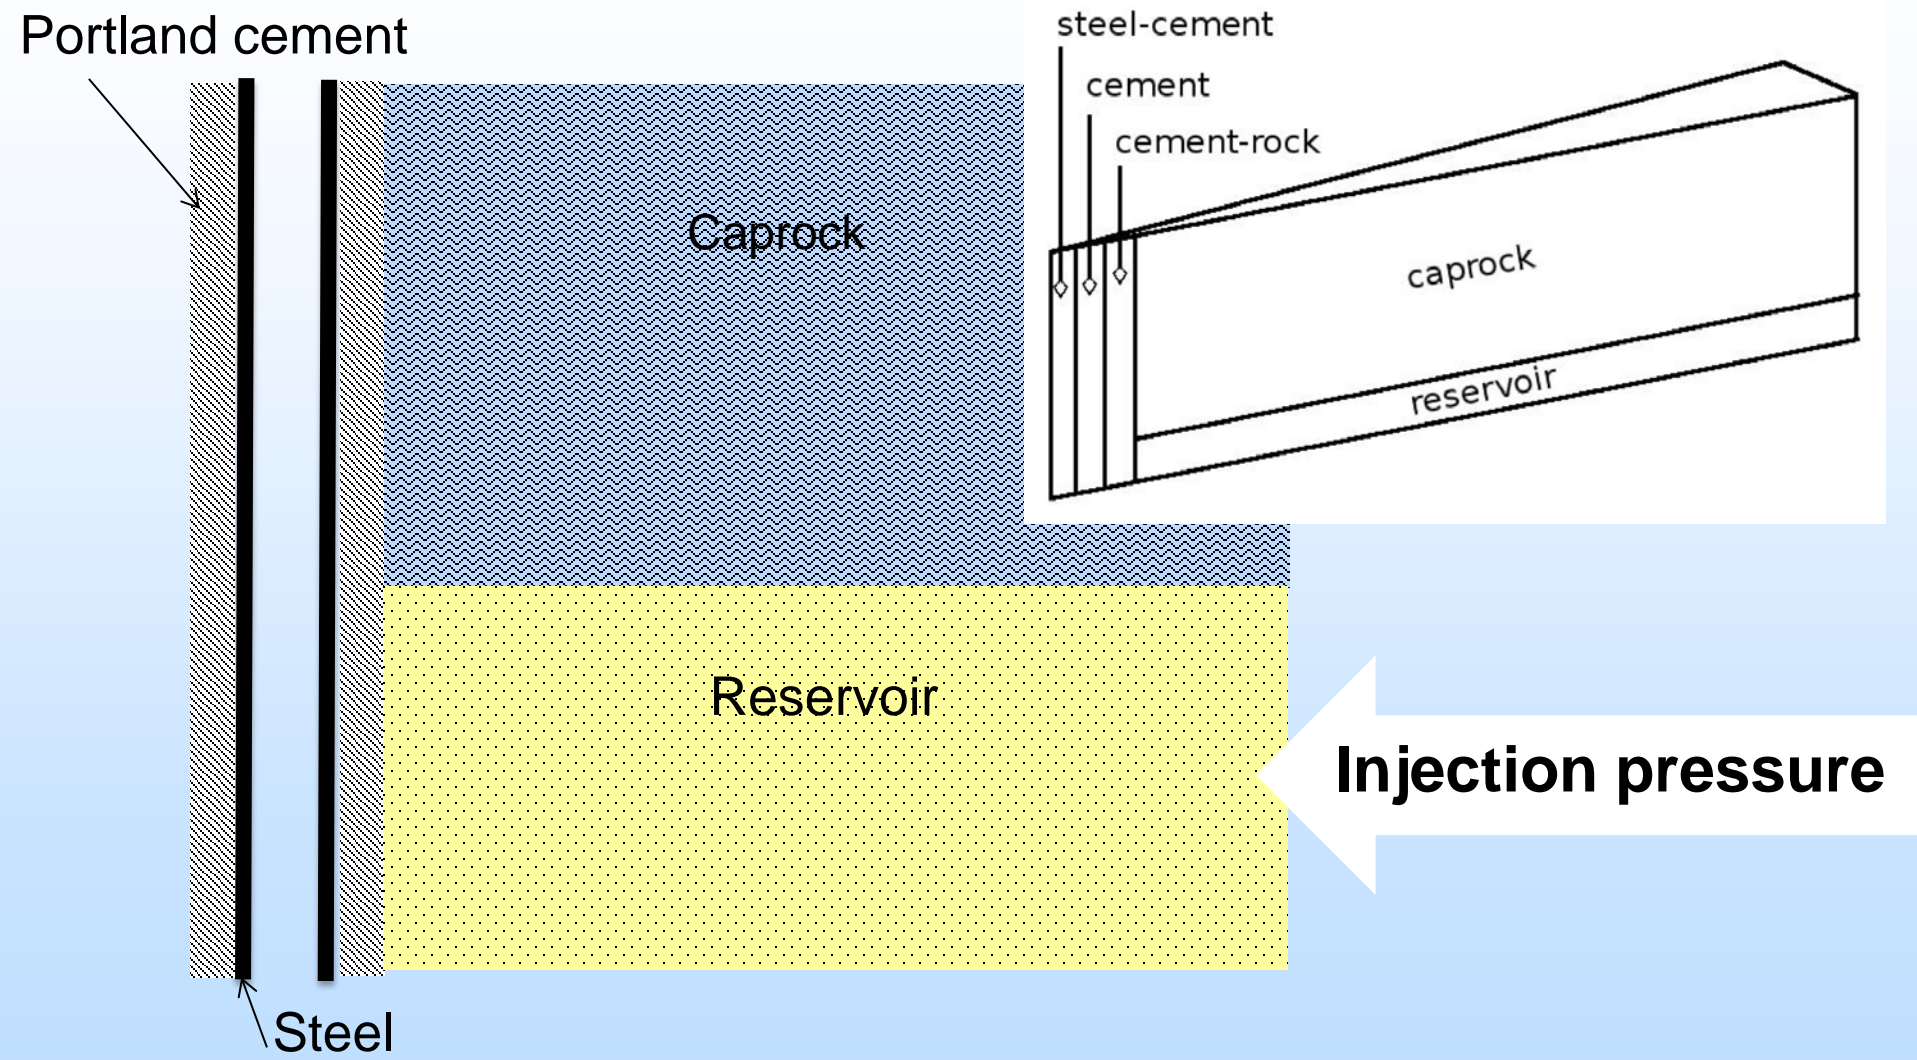 Portland cement
steel-cement
cement
cement-rock
Caprock
caprock
reservoir
Reservoir
Injection pressure
Steel